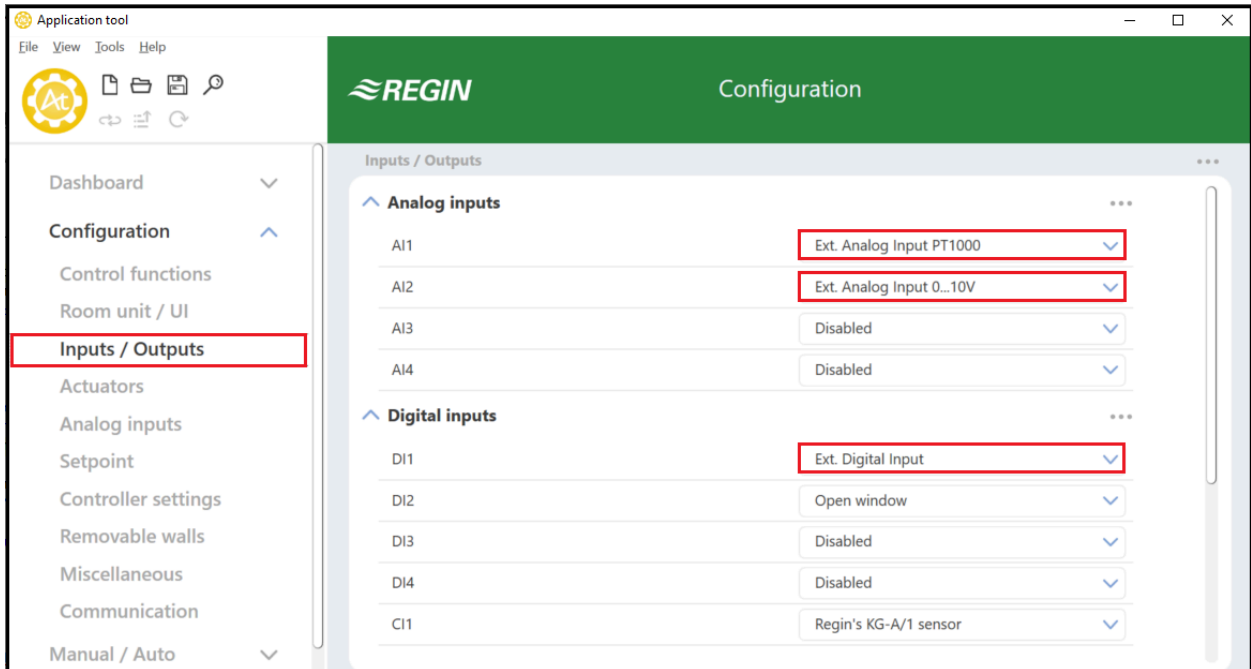 Application tool
File View Tools Help
At
REGIN
Configuration
Dashboard
Configuration
Control functions
Room unit / UI
Inputs / Outputs
Actuators
Analog inputs
Setpoint
Controller settings
Removable walls
Miscellaneous
Communication
Manual / Auto
Inputs / Outputs
Analog inputs
AI1 Ext. Analog Input PT1000
AI2 Ext. Analog Input 0...10V
AI3 Disabled
AI4 Disabled
Digital inputs
DI1 Ext. Digital Input
DI2 Open window
DI3 Disabled
DI4 Disabled
CI1 Regin's KG-A/1 sensor